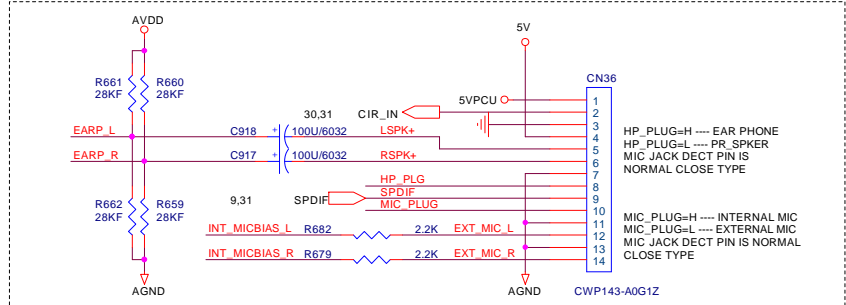 AVDD
5V
CN36
R661
28KF
R660
28KF
5VPCU
1
2
3
4
5
6
7
8
9
10
11
12
13
14
30,31
CIR_IN
EARP_L
C918
+
100U/6032
LSPK+
EARP_R
C917
+
100U/6032
RSPK+
HP_PLUG=H ---- EAR PHONE
HP_PLUG=L ---- PR_SPKER
MIC JACK DECT PIN IS
NORMAL CLOSE TYPE
HP_PLG
R662
28KF
R659
28KF
9,31
SPDIF
SPDIF
MIC_PLUG
INT_MICBIAS_L
R682
2.2K
EXT_MIC_L
INT_MICBIAS_R
R679
2.2K
EXT_MIC_R
MIC_PLUG=H ---- INTERNAL MIC
MIC_PLUG=L ---- EXTERNAL MIC
MIC JACK DECT PIN IS NORMAL
CLOSE TYPE
AGND
AGND
CWP143-A0G1Z